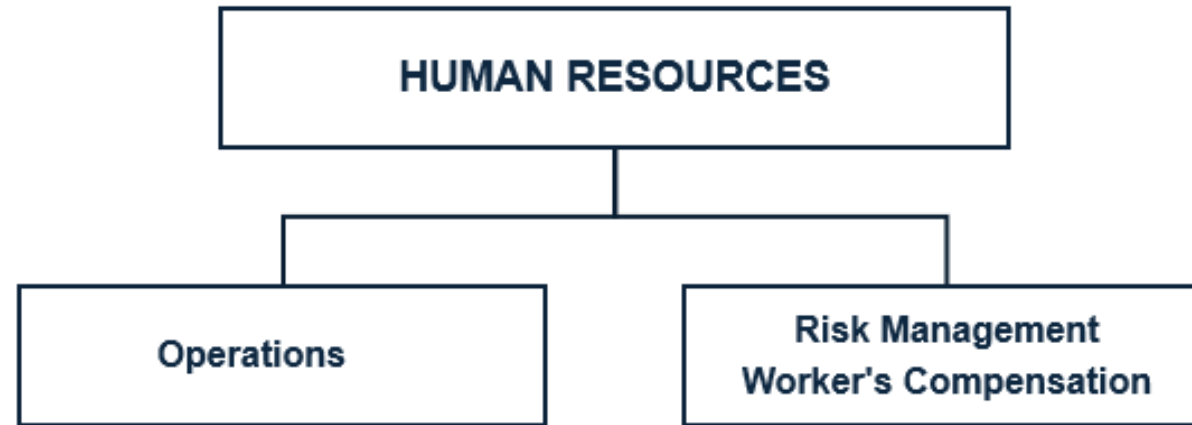 HUMAN RESOURCES
Operations
Risk Management
Worker's Compensation